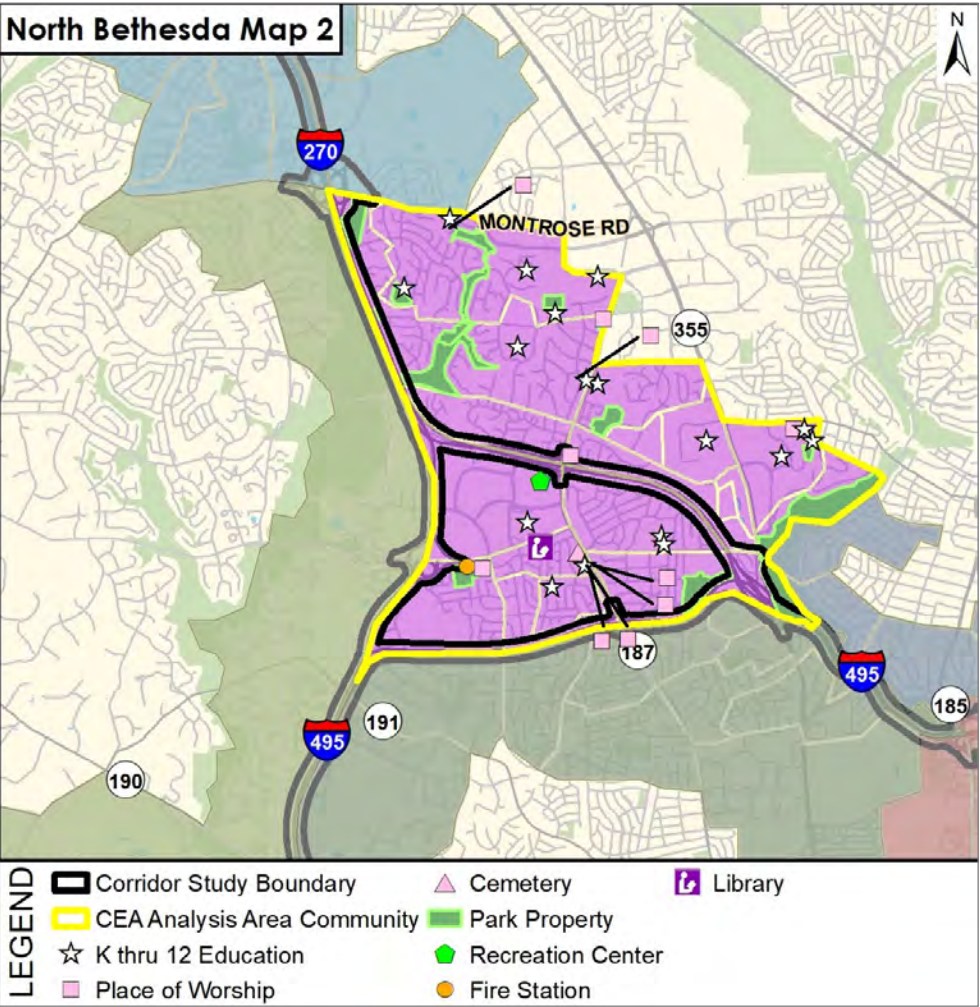 North Bethesda Map 2
N
270
MONTROSE RD
355
187
495
185
191
495
190
LEGEND
Corridor Study Boundary
Cemetery
Library
CEA Analysis Area Community
Park Property
K thru 12 Education
Recreation Center
Place of Worship
Fire Station